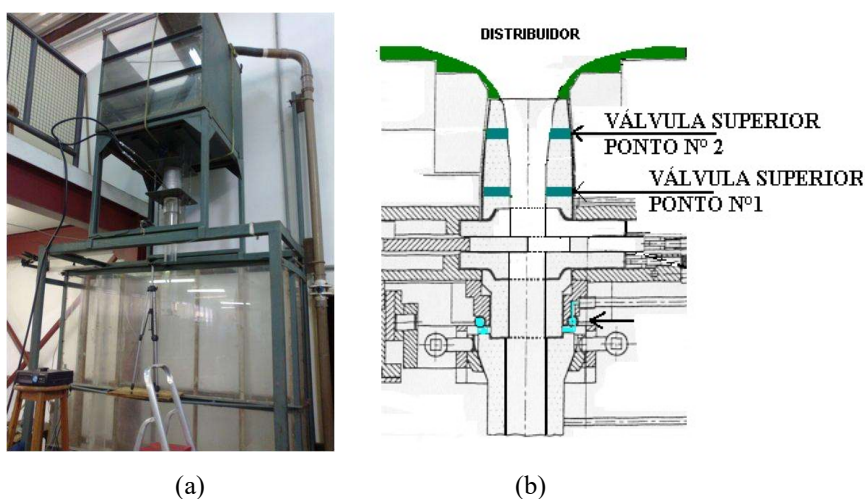 DISTRIBUIDOR
VÁLVULA SUPERIOR
PONTO Nº 2
VÁLVULA SUPERIOR
PONTO Nº1
(a)
(b)